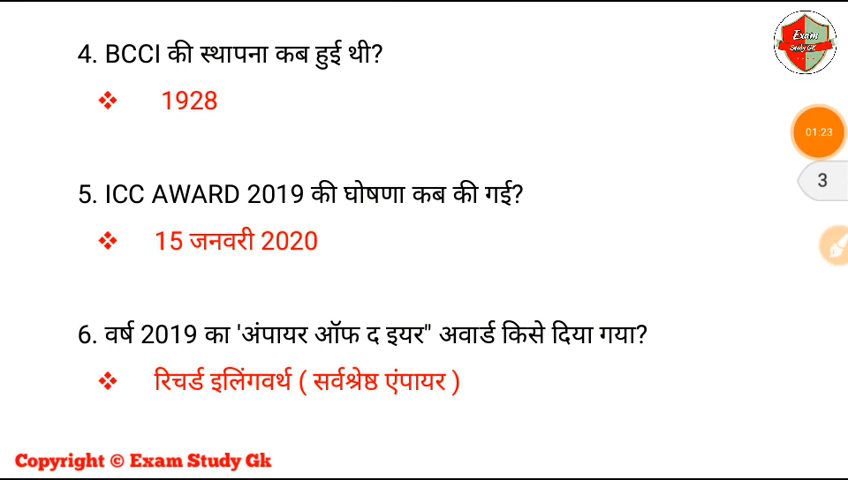 Exam
Study GK
4. BCCI की स्थापना कब हुई थी?
❖ 1928
01:23
3
5. ICC AWARD 2019 की घोषणा कब की गई?
❖ 15 जनवरी 2020
6. वर्ष 2019 का 'अंपायर ऑफ द इयर" अवार्ड किसे दिया गया?
❖ रिचर्ड इलिंगवर्थ ( सर्वश्रेष्ठ एंपायर )
Copyright © Exam Study Gk